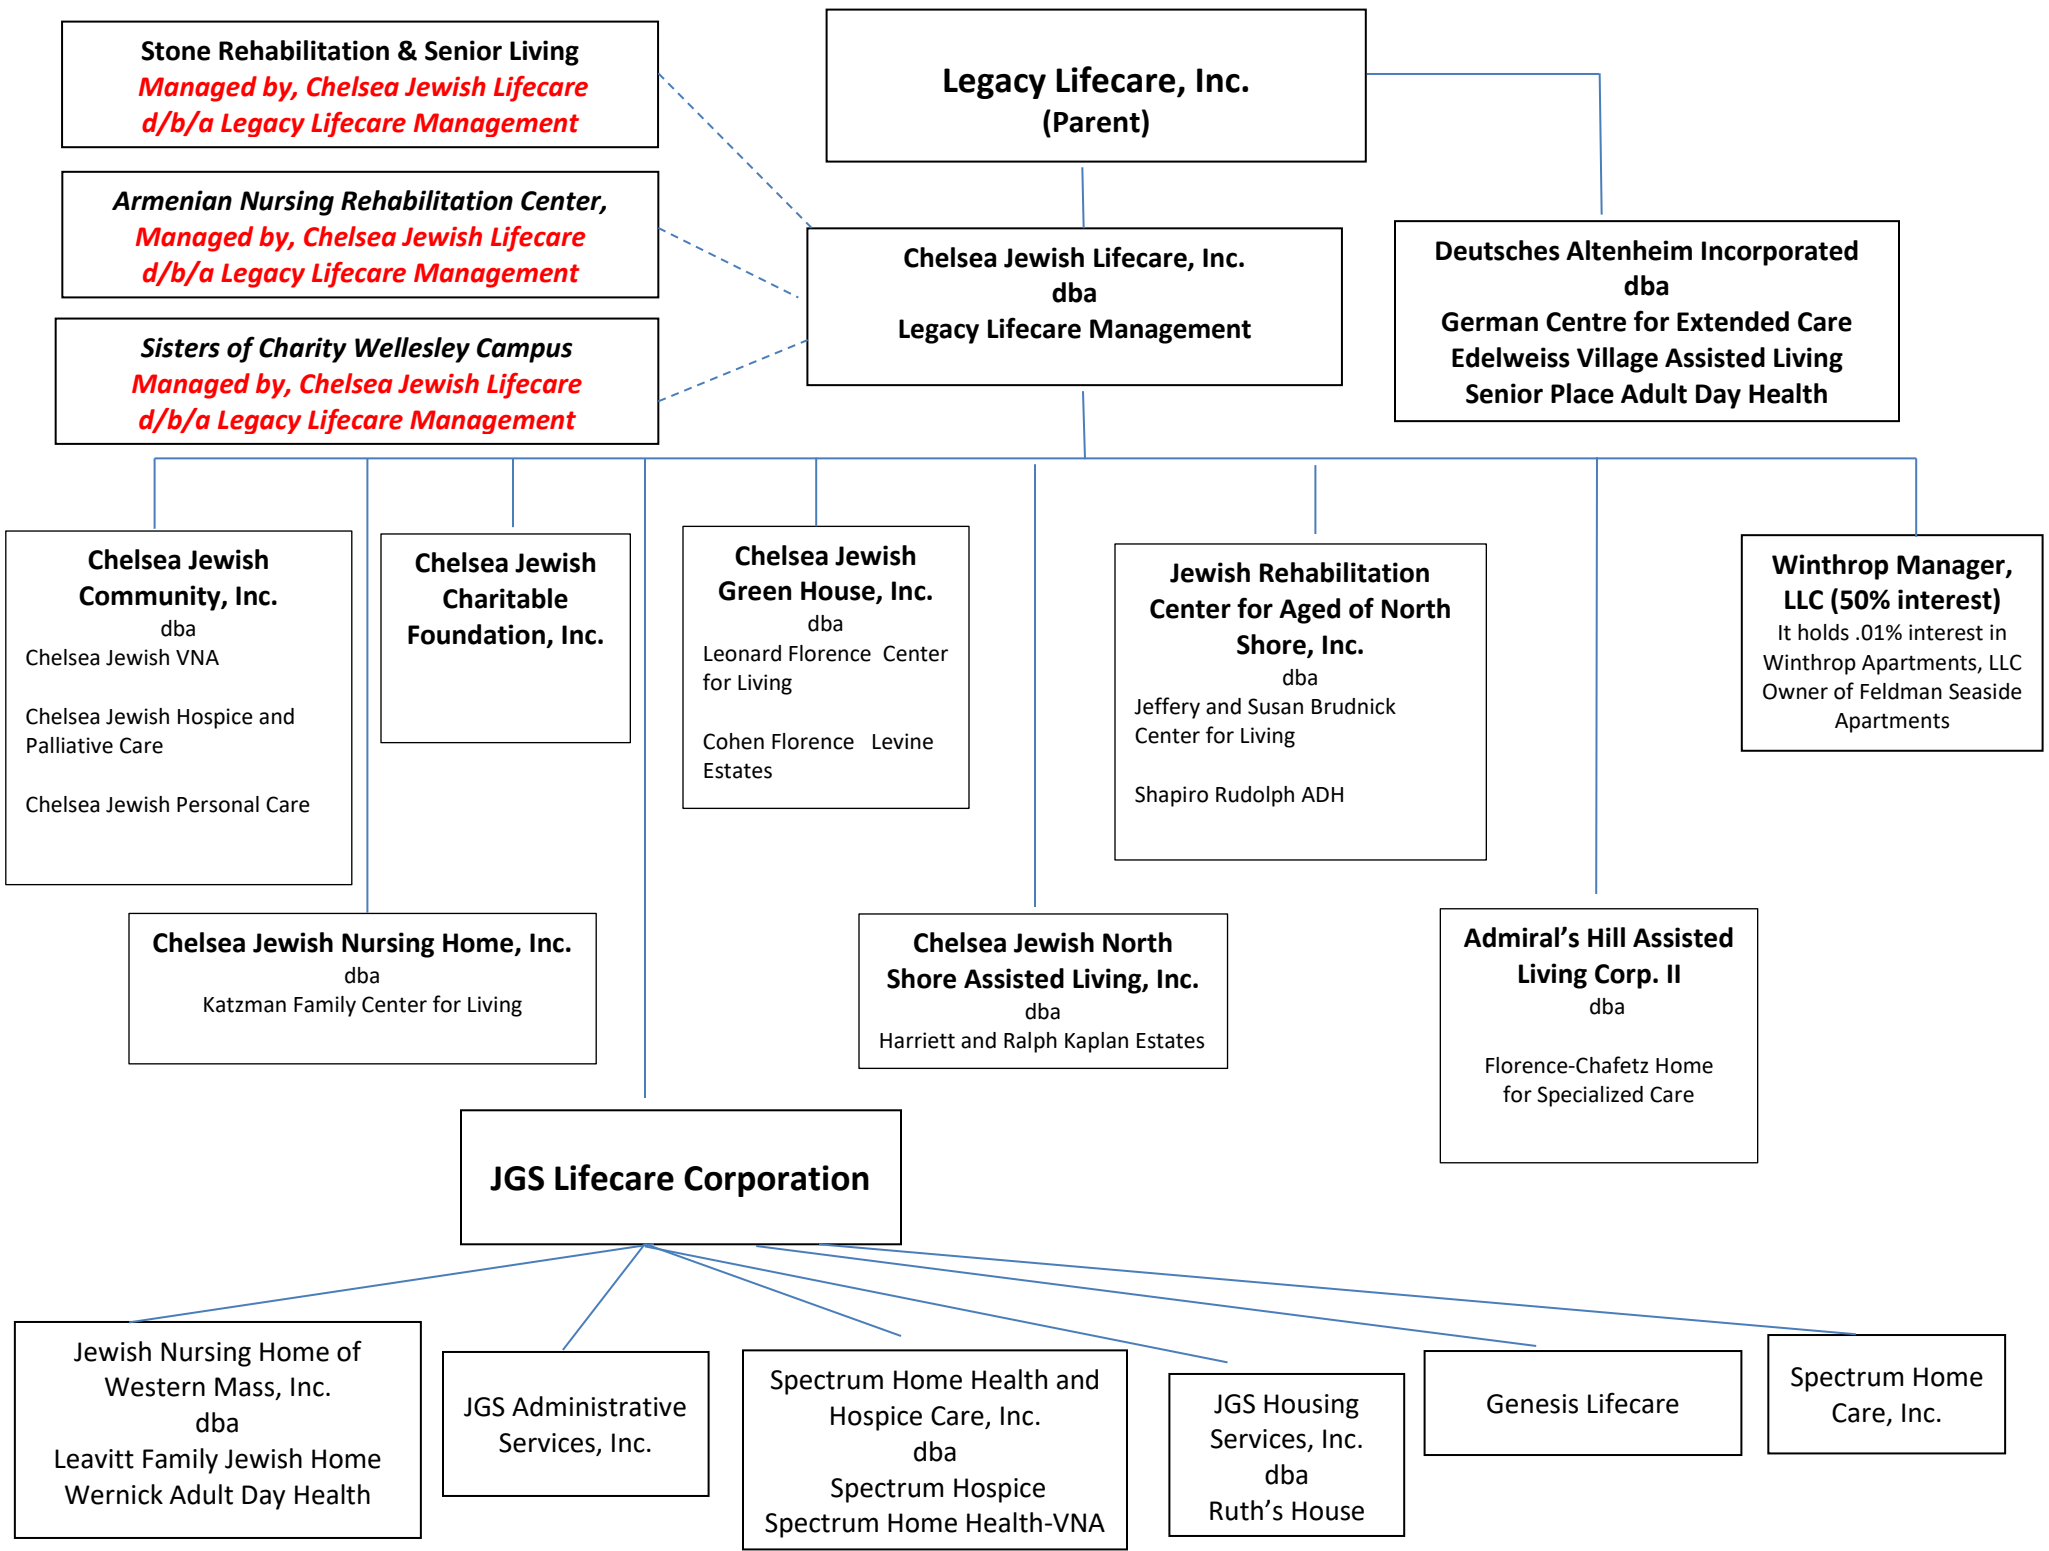 Stone Rehabilitation & Senior Living
Managed by, Chelsea Jewish Lifecare
d/b/a Legacy Lifecare Management
Legacy Lifecare, Inc.
(Parent)
Armenian Nursing Rehabilitation Center,
Managed by, Chelsea Jewish Lifecare
d/b/a Legacy Lifecare Management
Sisters of Charity Wellesley Campus
Managed by, Chelsea Jewish Lifecare
d/b/a Legacy Lifecare Management
Chelsea Jewish Lifecare, Inc.
dba
Legacy Lifecare Management
Deutsches Altenheim Incorporated
dba
German Centre for Extended Care
Edelweiss Village Assisted Living
Senior Place Adult Day Health
Chelsea Jewish
Community, Inc.
dba
Chelsea Jewish VNA
Chelsea Jewish Hospice and
Palliative Care
Chelsea Jewish Personal Care
Chelsea Jewish
Charitable
Foundation, Inc.
Chelsea Jewish
Green House, Inc.
dba
Leonard Florence Center
for Living
Cohen Florence Levine
Estates
Jewish Rehabilitation
Center for Aged of North
Shore, Inc.
dba
Jeffery and Susan Brudnick
Center for Living
Shapiro Rudolph ADH
Winthrop Manager,
LLC (50% interest)
It holds .01% interest in
Winthrop Apartments, LLC
Owner of Feldman Seaside
Apartments
Chelsea Jewish Nursing Home, Inc.
dba
Katzman Family Center for Living
Chelsea Jewish North
Shore Assisted Living, Inc.
dba
Harriett and Ralph Kaplan Estates
Admiral’s Hill Assisted
Living Corp. II
dba
Florence-Chafetz Home
for Specialized Care
JGS Lifecare Corporation
Jewish Nursing Home of
Western Mass, Inc.
dba
Leavitt Family Jewish Home
Wernick Adult Day Health
JGS Administrative
Services, Inc.
Spectrum Home Health and
Hospice Care, Inc.
dba
Spectrum Hospice
Spectrum Home Health-VNA
JGS Housing
Services, Inc.
dba
Ruth’s House
Genesis Lifecare
Spectrum Home
Care, Inc.